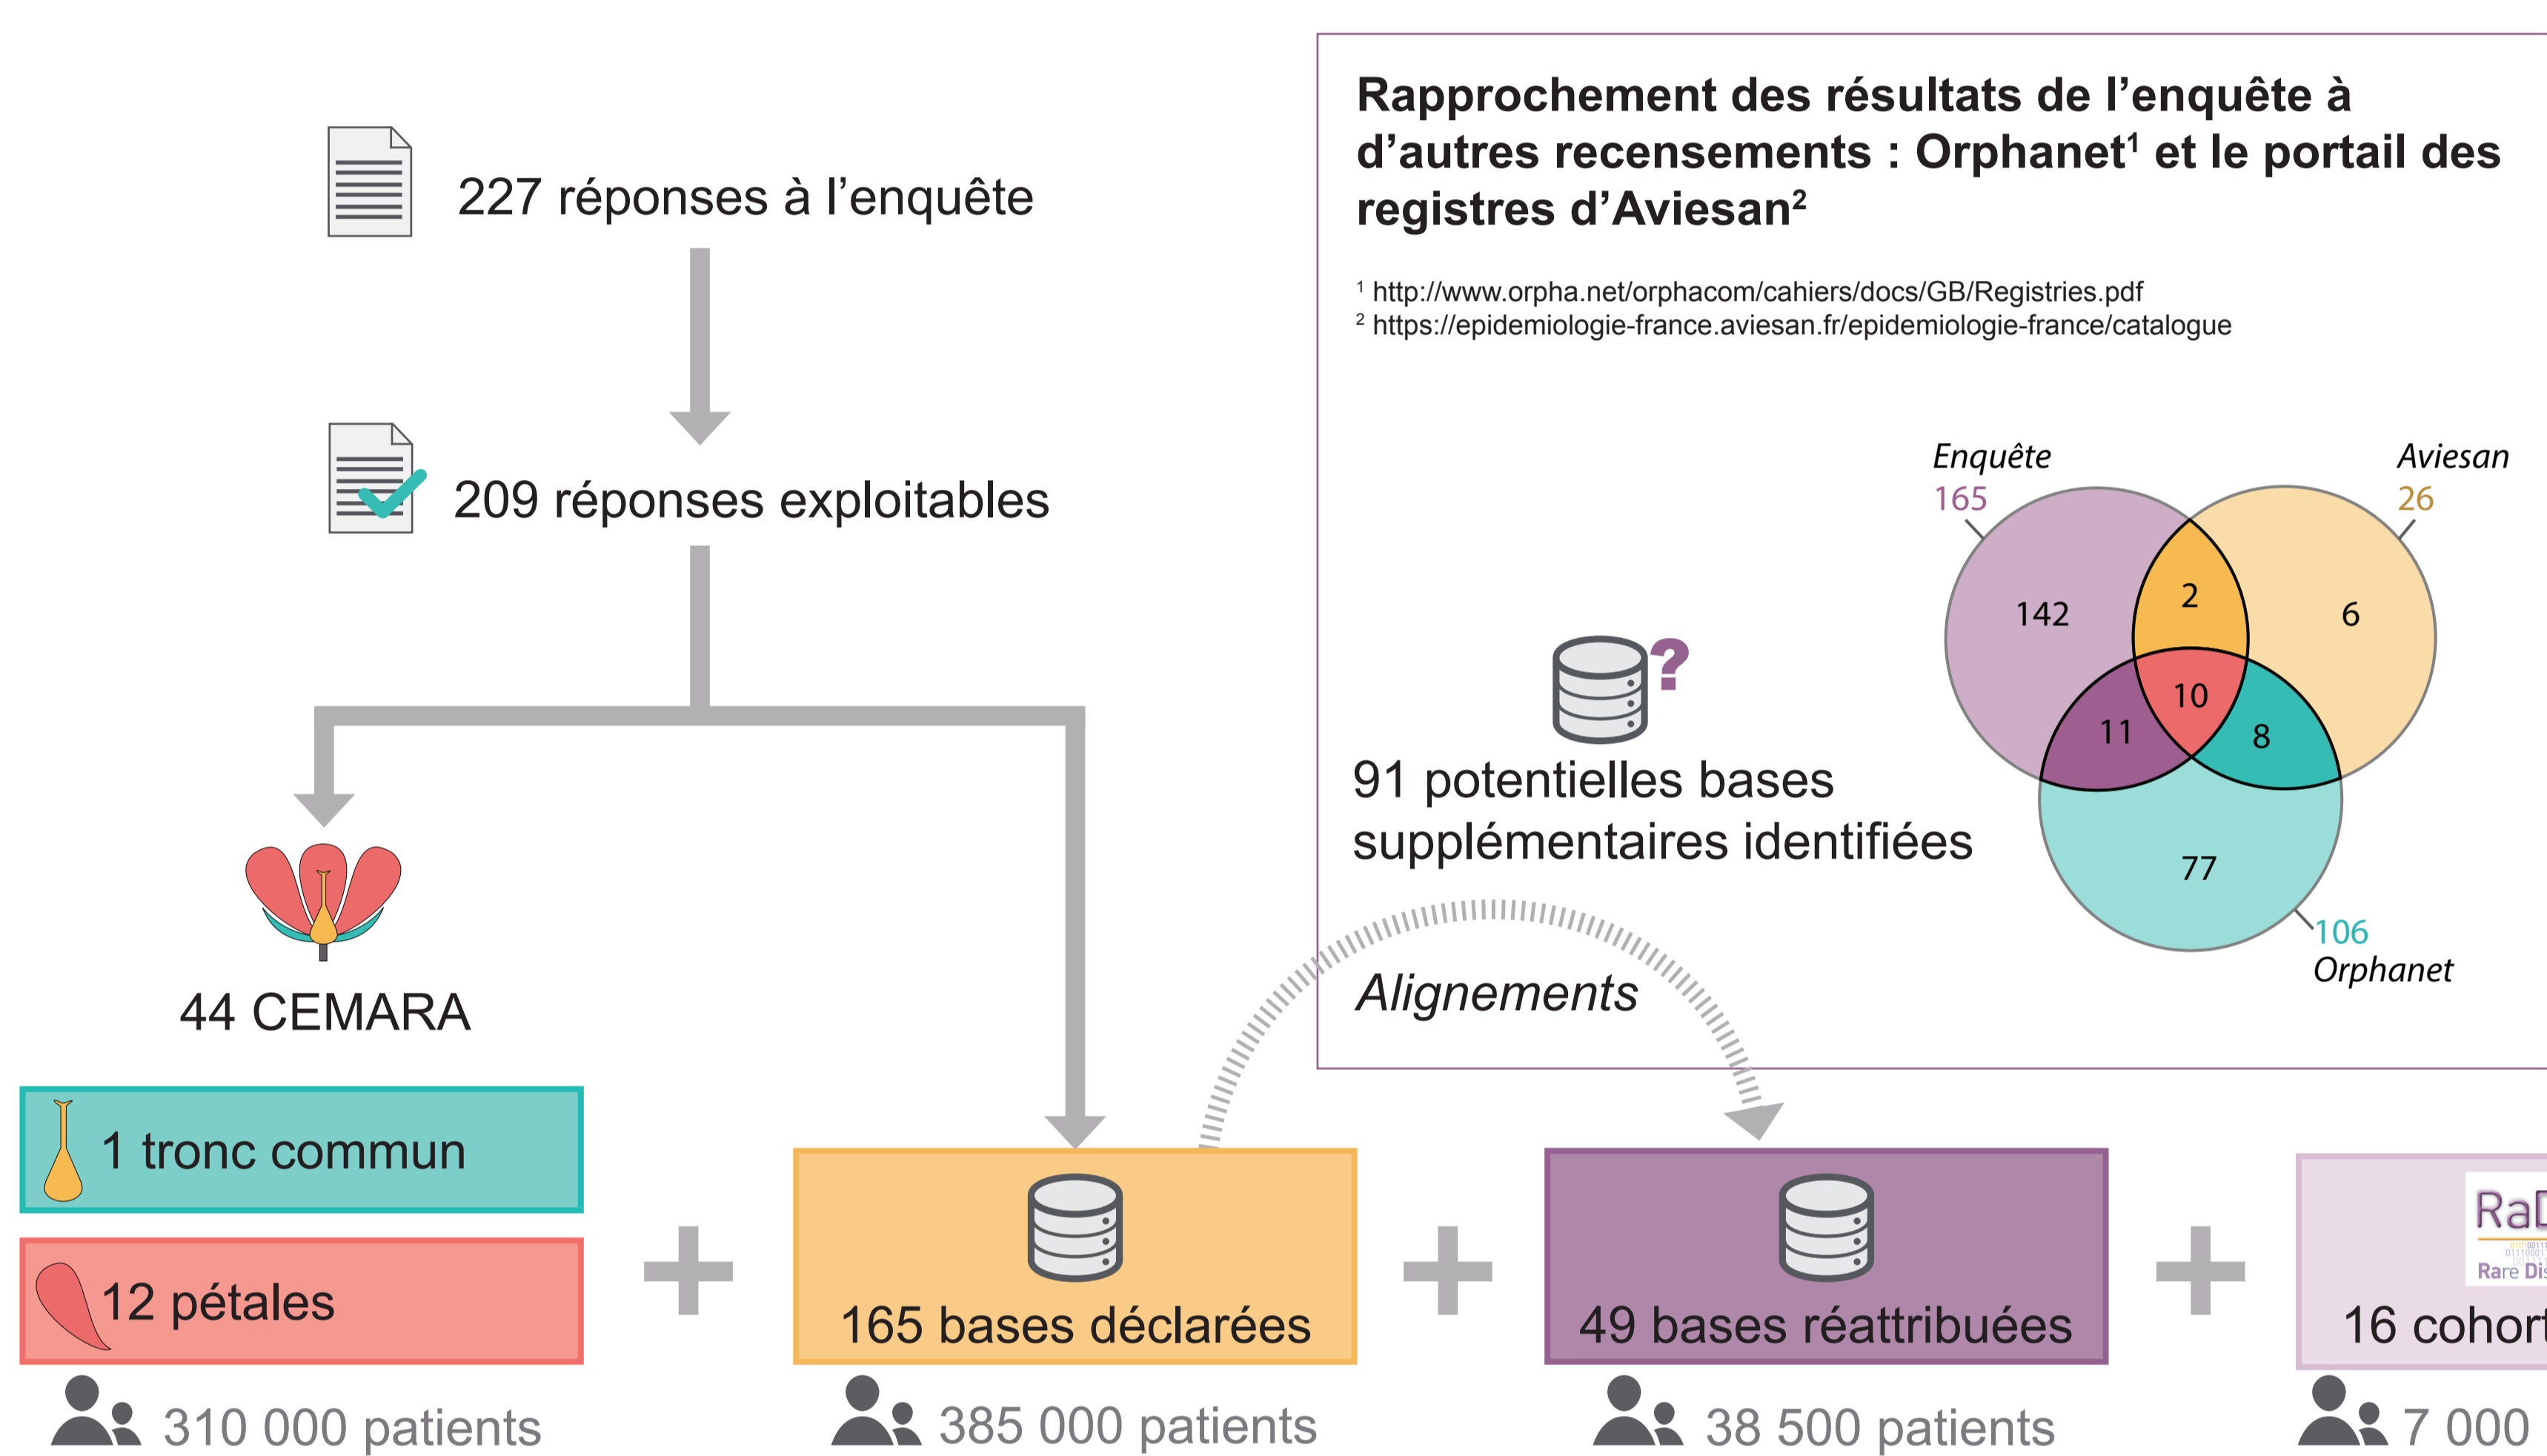 227 réponses à l’enquête
209 réponses exploitables
44 CEMARA
1 tronc commun
12 pétales
310 000 patients
165 bases déclarées
385 000 patients
Rapprochement des résultats de l’enquête à
d’autres recensements : Orphanet¹ et le portail des
registres d’Aviesan²
¹ http://www.orpha.net/orphacom/cahiers/docs/GB/Registries.pdf
² https://epidemiologie-france.aviesan.fr/epidemiologie-france/catalogue
?
91 potentielles bases
supplémentaires identifiées
Alignements
Enquête
165
Aviesan
26
142
2
6
10
11
8
77
106
Orphanet
49 bases réattribuées
38 500 patients
Rare
16
7 000